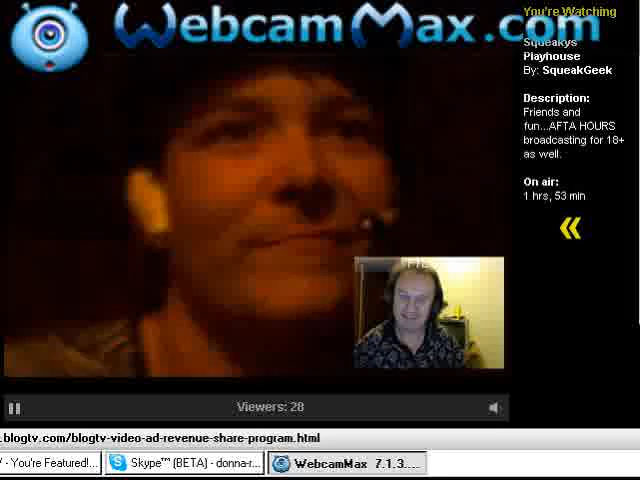 WebcamMax.com
You're Watching
Squeakys
Playhouse
By: SqueakGeek
Description:
Friends and
fun...AFTA HOURS
broadcasting for 18+
as well.
On air:
1 hrs, 53 min
Viewers: 28
.blogtv.com/blogtv-video-ad-revenue-share-program.html
- You're Featured!...
Skype™ [BETA] - donna-r...
WebcamMax 7.1.3....